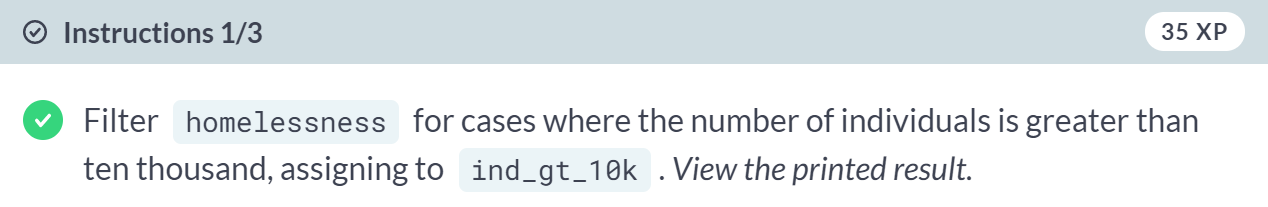 Instructions 1/3 35 XP
Filter homelessness for cases where the number of individuals is greater than
ten thousand, assigning to ind_gt_10k . View the printed result.